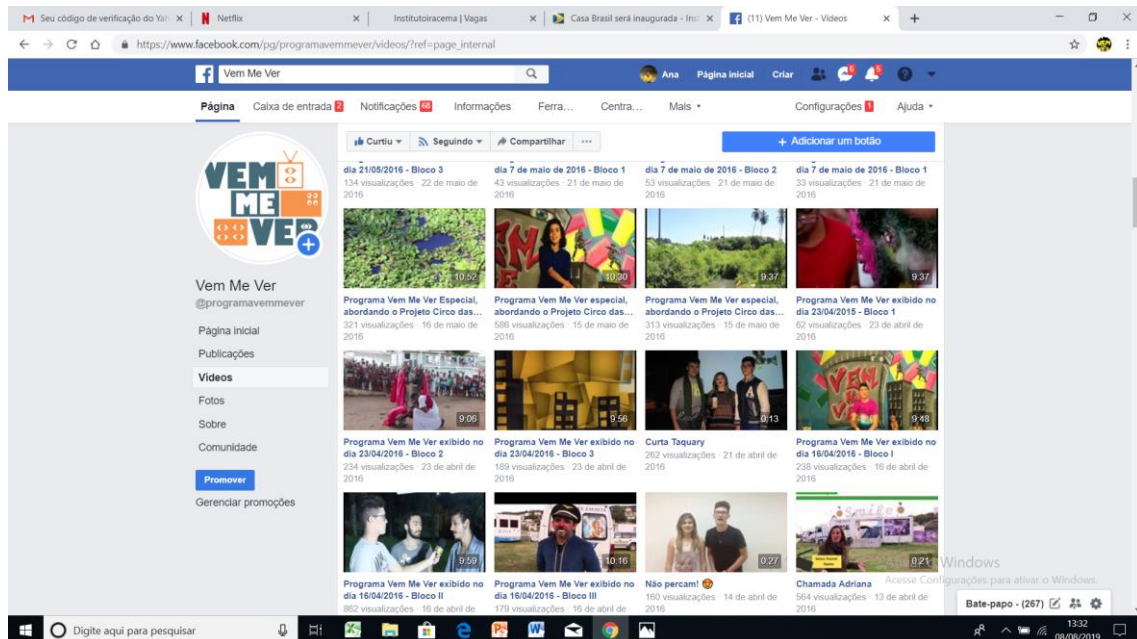 Seu código de verificação do Yah
Netflix
Institutoiracema | Vagas
Casa Brasil será inaugurada - Inst
(11) Vem Me Ver - Vídeos
https://www.facebook.com/pg/programavemmever/videos/?ref=page_internal
Vem Me Ver
Ana Página inicial Criar
Página Caixa de entrada 2 Notificações 68 Informações Ferra... Centra... Mais Configurações 1 Ajuda
Curtiu Seguindo Compartilhar ... + Adicionar um botão
VEM
ME
VER
Vem Me Ver
@programavemmever
Página inicial
Publicações
Vídeos
Fotos
Sobre
Comunidade
Promover
Gerenciar promoções
dia 21/05/2016 - Bloco 3
134 visualizações · 22 de maio de
2016
dia 7 de maio de 2016 - Bloco 1
43 visualizações · 21 de maio de
2016
dia 7 de maio de 2016 - Bloco 2
53 visualizações · 21 de maio de
2016
dia 7 de maio de 2016 - Bloco 1
33 visualizações · 21 de maio de
2016
10:52
Programa Vem Me Ver Especial,
abordando o Projeto Circo das...
321 visualizações · 16 de maio de
2016
10:30
Programa Vem Me Ver especial,
abordando o Projeto Circo das...
586 visualizações · 15 de maio de
2016
9:37
Programa Vem Me Ver especial,
abordando o Projeto Circo das...
313 visualizações · 15 de maio de
2016
9:37
Programa Vem Me Ver exibido no
dia 23/04/2015 - Bloco 1
62 visualizações · 23 de abril de
2016
9:06
Programa Vem Me Ver exibido no
dia 23/04/2016 - Bloco 2
234 visualizações · 23 de abril de
2016
9:56
Programa Vem Me Ver exibido no
dia 23/04/2016 - Bloco 3
189 visualizações · 23 de abril de
2016
0:13
Curta Taquary
262 visualizações · 21 de abril de
2016
9:48
Programa Vem Me Ver exibido no
dia 16/04/2016 - Bloco I
238 visualizações · 16 de abril de
2016
9:59
Programa Vem Me Ver exibido no
dia 16/04/2016 - Bloco II
862 visualizações · 16 de abril de
2016
10:16
Programa Vem Me Ver exibido no
dia 16/04/2016 - Bloco III
179 visualizações · 16 de abril de
2016
0:27
Não percam!
160 visualizações · 14 de abril de
2016
Smile
0:21
Chamada Adriana
564 visualizações · 13 de abril de
2016
Windows
Acesse Configurações para ativar o Windows.
Bate-papo - (267)
Digite aqui para pesquisar
13:32
08/08/2019